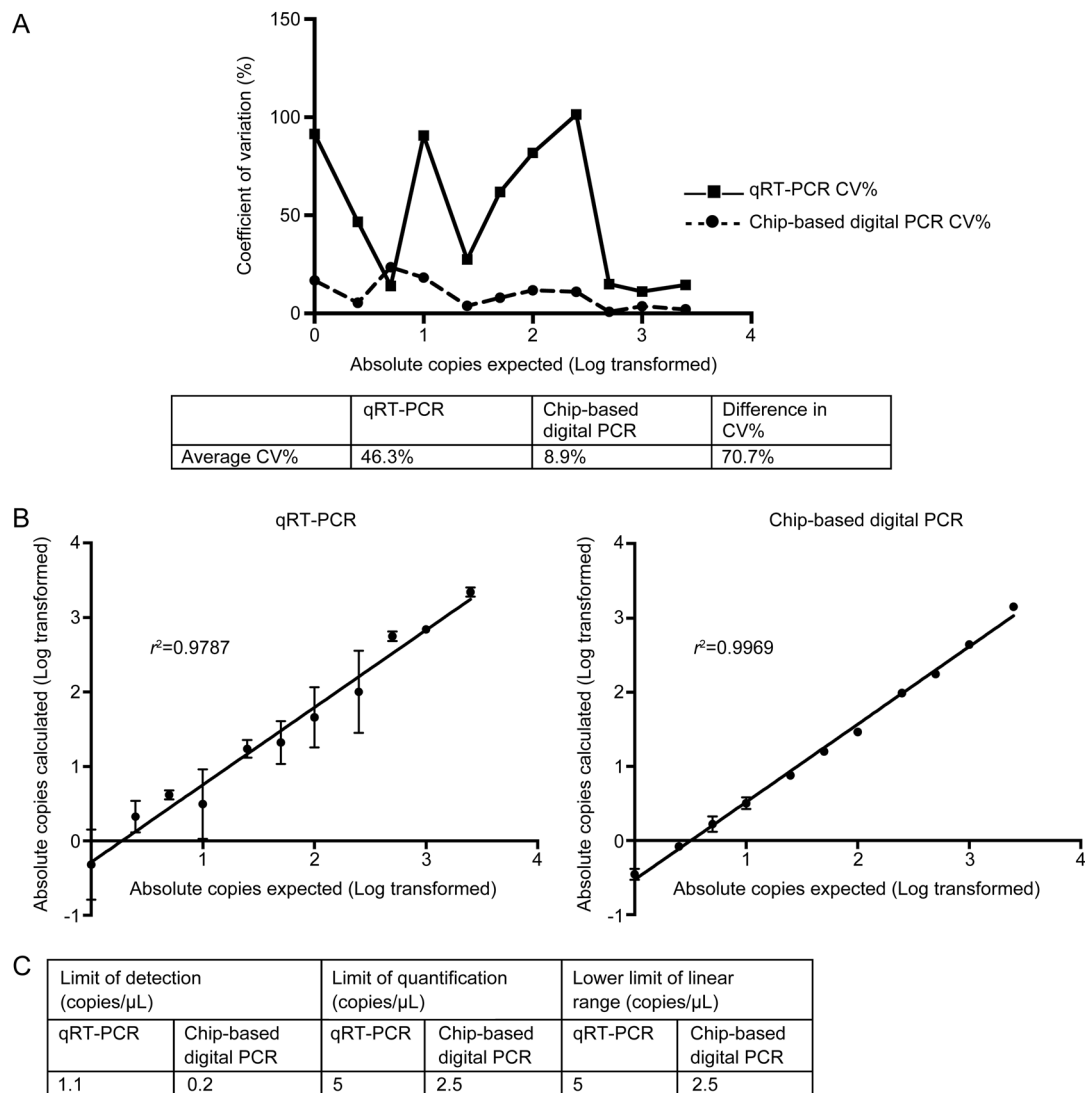 A
150
100
50
0
Coefficient of variation (%)
0 1 2 3 4
Absolute copies expected (Log transformed)
qRT-PCR CV%
Chip-based digital PCR CV%
qRT-PCR
Chip-based
digital PCR
Difference in
CV%
Average CV%
46.3%
8.9%
70.7%
B
qRT-PCR
4
3
2
1
0
-1
Absolute copies calculated (Log transformed)
r²=0.9787
1 2 3 4
Absolute copies expected (Log transformed)
Chip-based digital PCR
4
3
2
1
0
-1
Absolute copies calculated (Log transformed)
r²=0.9969
1 2 3 4
Absolute copies expected (Log transformed)
C
Limit of detection
(copies/µL)
Limit of quantification
(copies/µL)
Lower limit of linear
range (copies/µL)
qRT-PCR
Chip-based
digital PCR
qRT-PCR
Chip-based
digital PCR
qRT-PCR
Chip-based
digital PCR
1.1
0.2
5
2.5
5
2.5